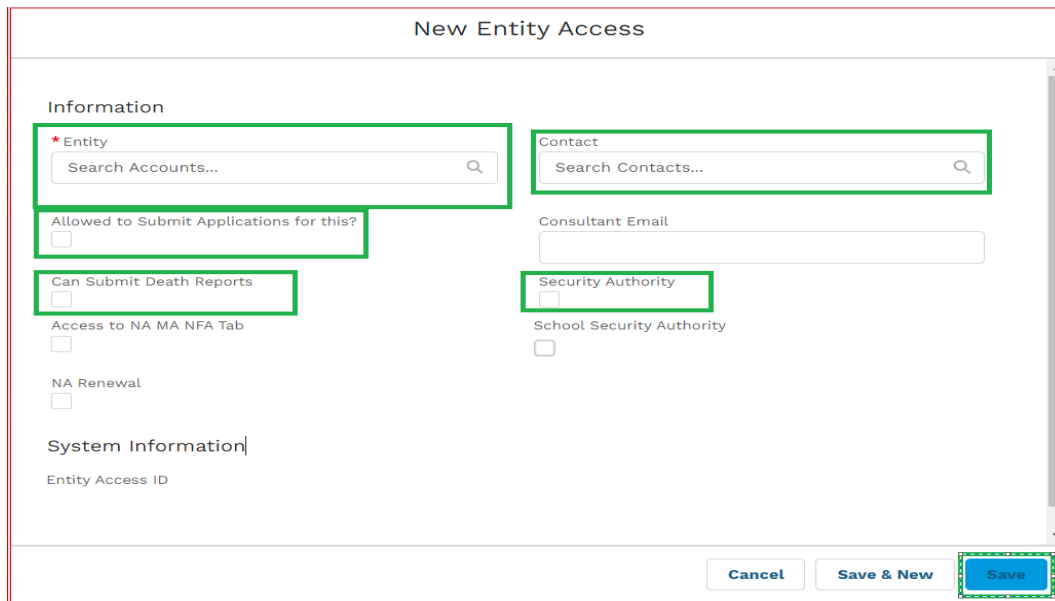 New Entity Access
Information
* Entity
Search Accounts...
Contact
Search Contacts...
Allowed to Submit Applications for this?
Consultant Email
Can Submit Death Reports
Security Authority
Access to NA MA NFA Tab
School Security Authority
NA Renewal
System Information
Entity Access ID
Cancel
Save & New
Save